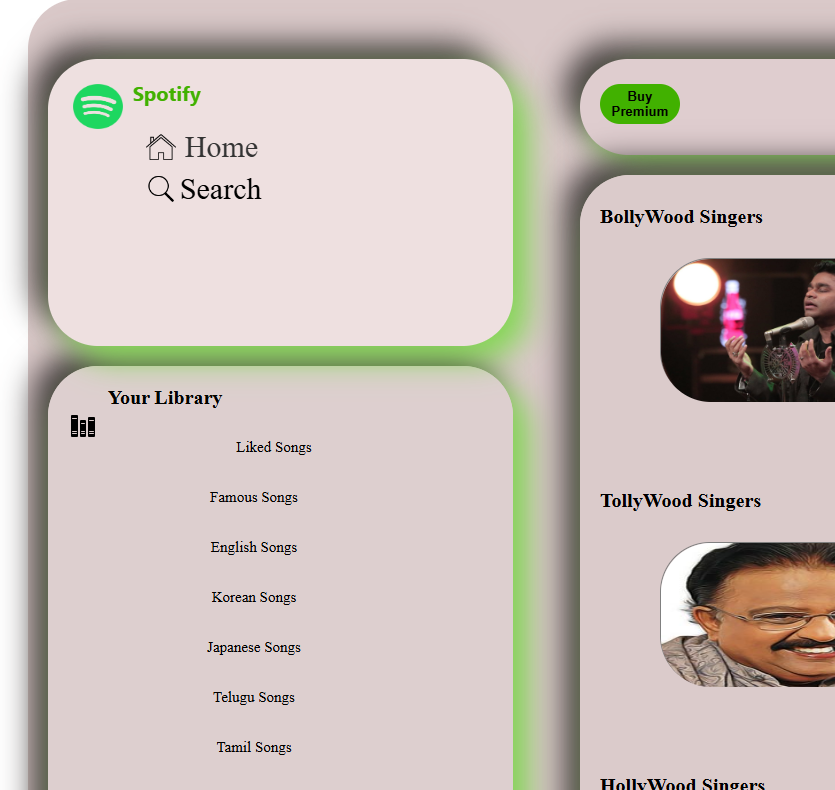 Spotify
Home
Search
Your Library
Liked Songs
Famous Songs
English Songs
Korean Songs
Japanese Songs
Telugu Songs
Tamil Songs
Buy
Premium
BollyWood Singers
TollyWood Singers
HollyWood Singers